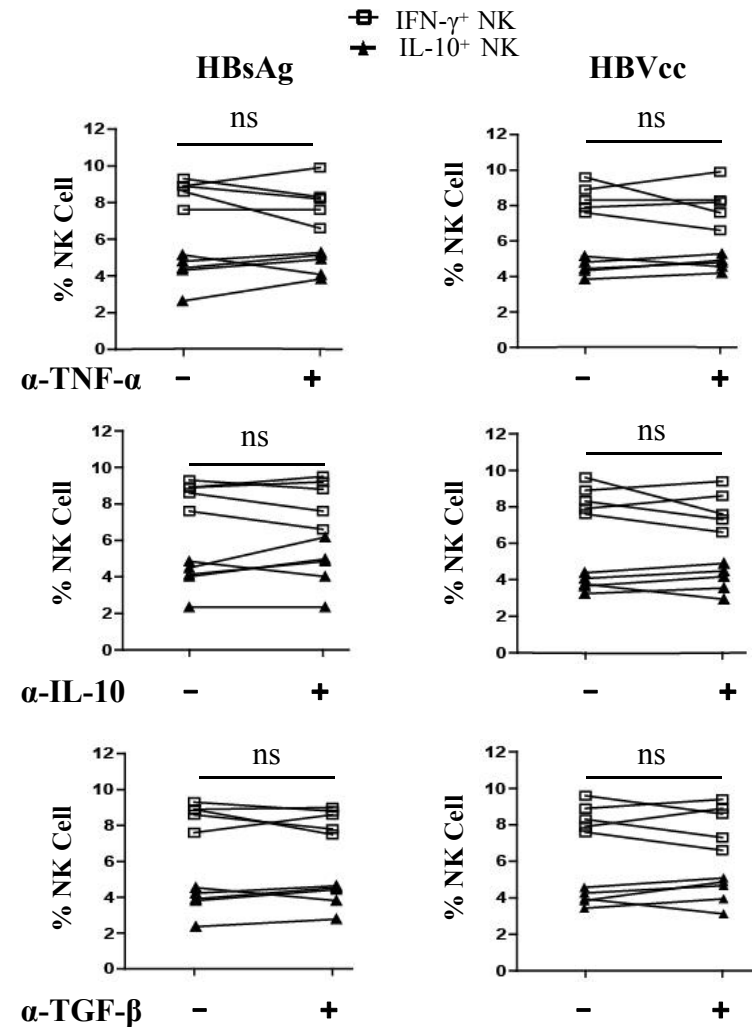 IFN-γ⁺ NK
IL-10⁺ NK
HBsAg
HBVcc
ns
% NK Cell
12
10
8
6
4
2
0
α-TNF-α - +
ns
% NK Cell
12
10
8
6
4
2
0
- +
ns
% NK Cell
12
10
8
6
4
2
0
α-IL-10 - +
ns
% NK Cell
12
10
8
6
4
2
0
- +
ns
% NK Cell
12
10
8
6
4
2
0
α-TGF-β - +
ns
% NK Cell
12
10
8
6
4
2
0
- +